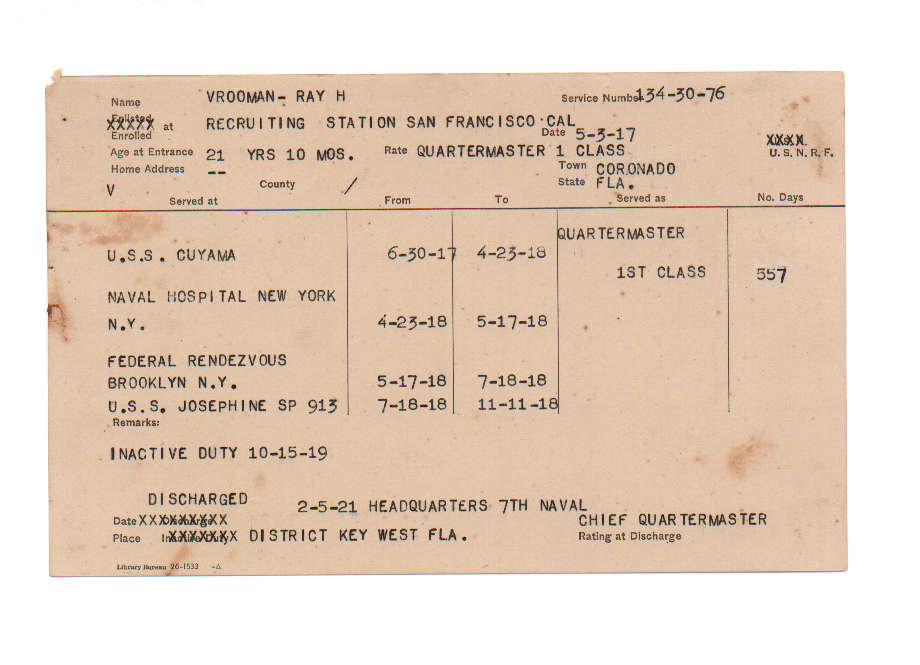 Name VROOMAN- RAY H Service Number 134-30-76
Enlisted
XXXXX at RECRUITING STATION SAN FRANCISCO CAL
Enrolled Date 5-3-17 XXXX
Age at Entrance 21 YRS 10 MOS. Rate QUARTERMASTER 1 CLASS U. S. N. R. F.
Home Address -- Town CORONADO
V County / State FLA.
Served at From To Served as No. Days
QUARTERMASTER
U.S.S. CUYAMA 6-30-17 4-23-18
1ST CLASS 557
NAVAL HOSPITAL NEW YORK
N.Y. 4-23-18 5-17-18
FEDERAL RENDEZVOUS
BROOKLYN N.Y. 5-17-18 7-18-18
U.S.S. JOSEPHINE SP 913 7-18-18 11-11-18
Remarks:
INACTIVE DUTY 10-15-19
DISCHARGED 2-5-21 HEADQUARTERS 7TH NAVAL
Date XXXXXXXXXX CHIEF QUARTERMASTER
Place Inactive Duty XXXXXXXX DISTRICT KEY WEST FLA. Rating at Discharge
Library Bureau 26-1533 -A